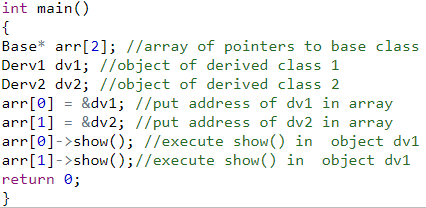 int main()
{
Base* arr[2]; //array of pointers to base class
Derv1 dv1; //object of derived class 1
Derv2 dv2; //object of derived class 2
arr[0] = &dv1; //put address of dv1 in array
arr[1] = &dv2; //put address of dv2 in array
arr[0]->show(); //execute show() in  object dv1
arr[1]->show();//execute show() in  object dv1
return 0;
}